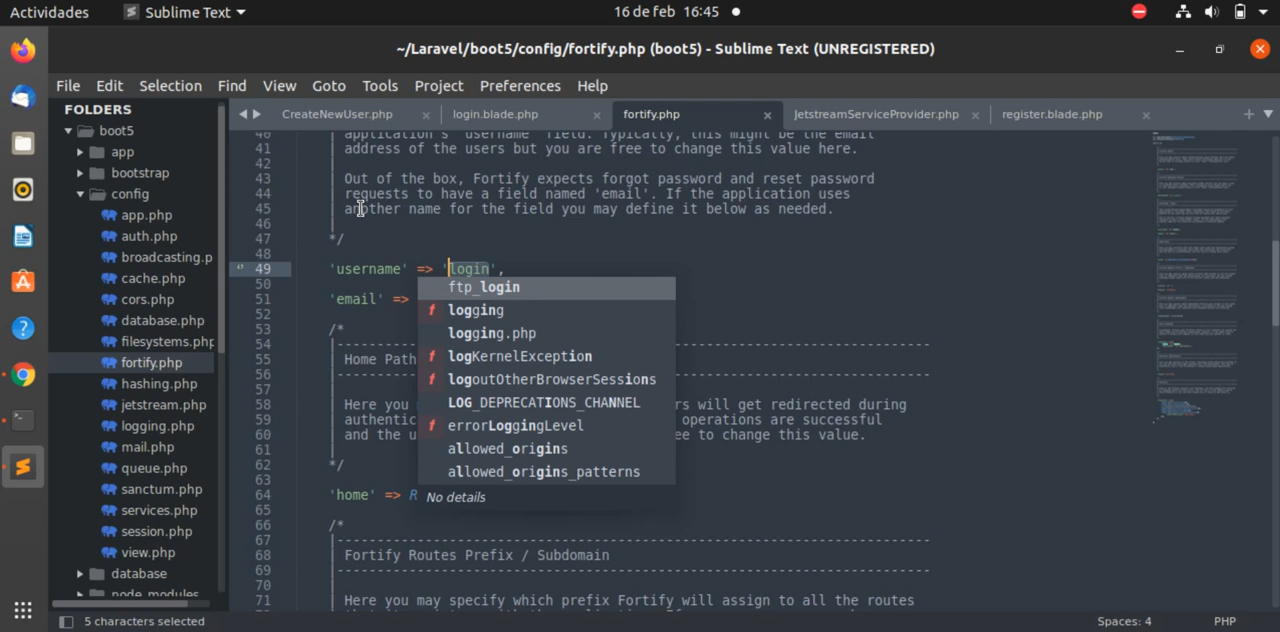 Actividades
Sublime Text
16 de feb 16:45
~/Laravel/boot5/config/fortify.php (boot5) - Sublime Text (UNREGISTERED)
File Edit Selection Find View Goto Tools Project Preferences Help
FOLDERS
boot5
app
bootstrap
config
app.php
auth.php
broadcasting.p
cache.php
cors.php
database.php
filesystems.php
fortify.php
hashing.php
jetstream.php
logging.php
mail.php
queue.php
sanctum.php
services.php
session.php
view.php
database
node_modules
CreateNewUser.php
login.blade.php
fortify.php
JetstreamServiceProvider.php
register.blade.php
40 application's "username" field. Typically, this might be the email
41 | address of the users but you are free to change this value here.
42 |
43 | Out of the box, Fortify expects forgot password and reset password
44 | requests to have a field named 'email'. If the application uses
45 | another name for the field you may define it below as needed.
46 |
47 */
48
49 'username' => 'login',
50
51 'email' =>
52
53 /*
54 |--------------------------------------------------------------------------
55 | Home Path
56 |--------------------------------------------------------------------------
57 |
58 | Here you rs will get redirected during
59 | authentic operations are successful
60 | and the u ee to change this value.
61 |
62 */
63
64 'home' => R
65
66 /*
67 |--------------------------------------------------------------------------
68 | Fortify Routes Prefix / Subdomain
69 |--------------------------------------------------------------------------
70 |
71 | Here you may specify which prefix Fortify will assign to all the routes
ftp_login
f logging
logging.php
f logKernelException
f logoutOtherBrowserSessions
LOG_DEPRECATIONS_CHANNEL
f errorLoggingLevel
allowed_origins
allowed_origins_patterns
No details
5 characters selected
Spaces: 4
PHP